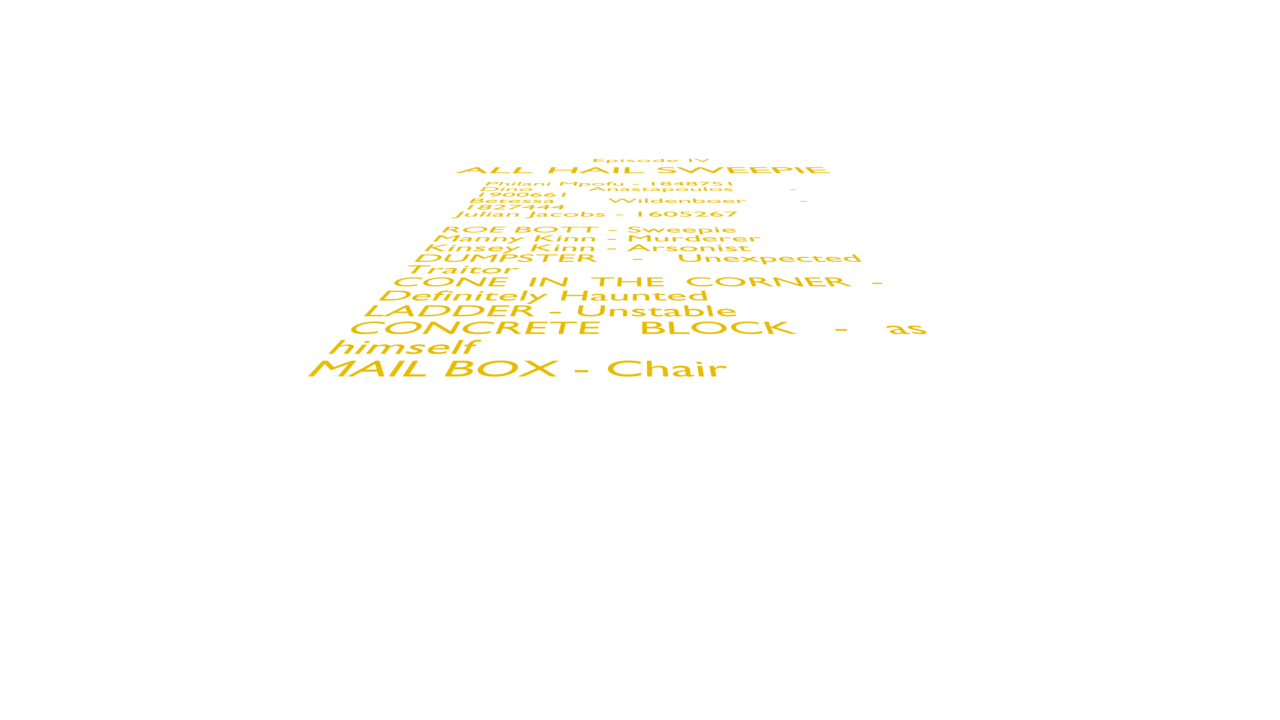 Episode IV
ALL HAIL SWEEPIE
Philani Mpofu - 1848751
Dino Anastapoulos -
1900661
Betessa Wildenboer -
1827444
Julian Jacobs - 1605267
ROE BOTT - Sweepie
Manny Kinn - Murderer
Kinsey Kinn - Arsonist
DUMPSTER - Unexpected
Traitor
CONE IN THE CORNER -
Definitely Haunted
LADDER - Unstable
CONCRETE BLOCK - as
himself
MAIL BOX - Chair